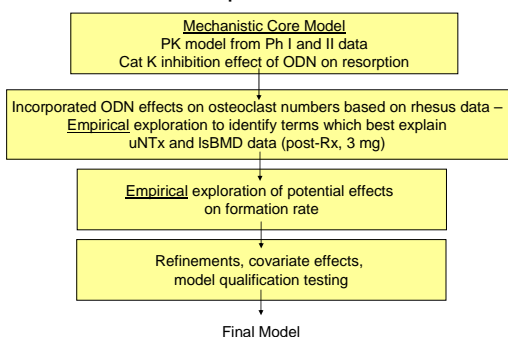 Mechanistic Core Model
PK model from Ph I and II data
Cat K inhibition effect of ODN on resorption
Incorporated ODN effects on osteoclast numbers based on rhesus data –
Empirical exploration to identify terms which best explain
uNTx and lsBMD data (post-Rx, 3 mg)
Empirical exploration of potential effects
on formation rate
Refinements, covariate effects,
model qualification testing
Final Model